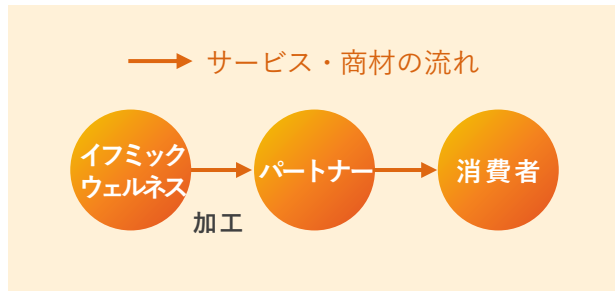 サービス・商材の流れ
イフミック
ウェルネス
パートナー
消費者
加工